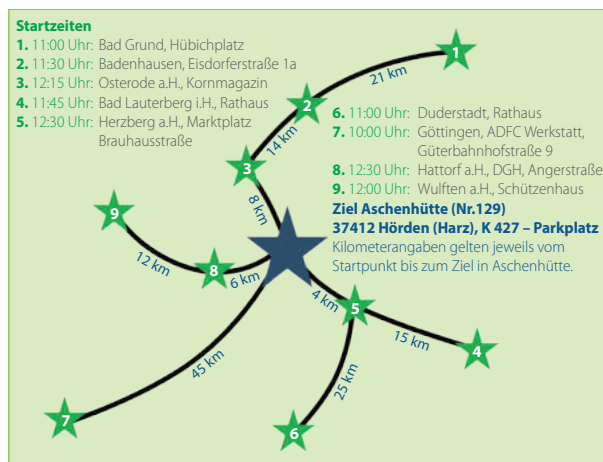 Startzeiten
1. 11:00 Uhr: Bad Grund, Hübichplatz
2. 11:30 Uhr: Badenhausen, Eisdorferstraße 1a
3. 12:15 Uhr: Osterode a.H., Kornmagazin
4. 11:45 Uhr: Bad Lauterberg i.H., Rathaus
5. 12:30 Uhr: Herzberg a.H., Marktplatz
Brauhausstraße
6. 11:00 Uhr: Duderstadt, Rathaus
7. 10:00 Uhr: Göttingen, ADFC Werkstatt,
Güterbahnhofstraße 9
8. 12:30 Uhr: Hattorf a.H., DGH, Angerstraße
9. 12:00 Uhr: Wulften a.H., Schützenhaus
Ziel Aschenhütte (Nr.129)
37412 Hörden (Harz), K 427 – Parkplatz
Kilometerangaben gelten jeweils vom
Startpunkt bis zum Ziel in Aschenhütte.
1
21 km
2
14 km
3
8 km
9
12 km
8
6 km
4 km
5
15 km
4
45 km
25 km
7
6